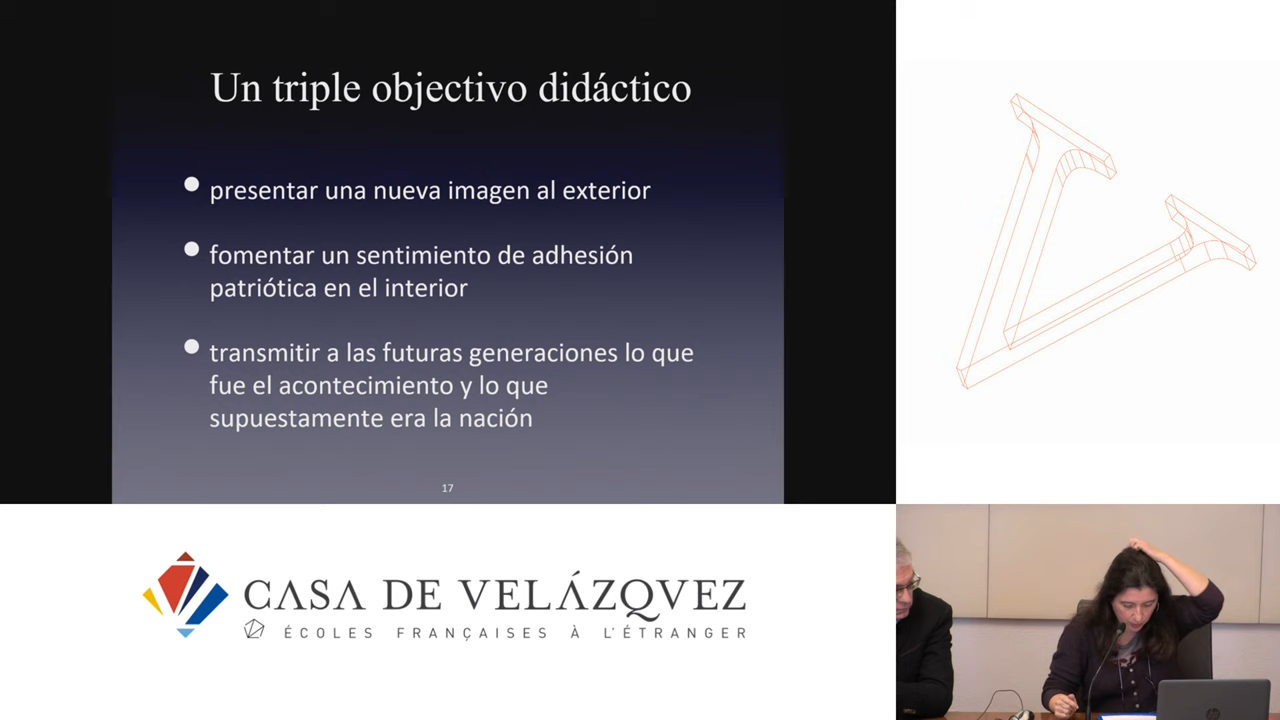 Un triple objectivo didáctico
presentar una nueva imagen al exterior
fomentar un sentimiento de adhesión
patriótica en el interior
transmitir a las futuras generaciones lo que
fue el acontecimiento y lo que
supuestamente era la nación
17
CASA DE VELÁZQVEZ
ÉCOLES FRANÇAISES À L'ÉTRANGER